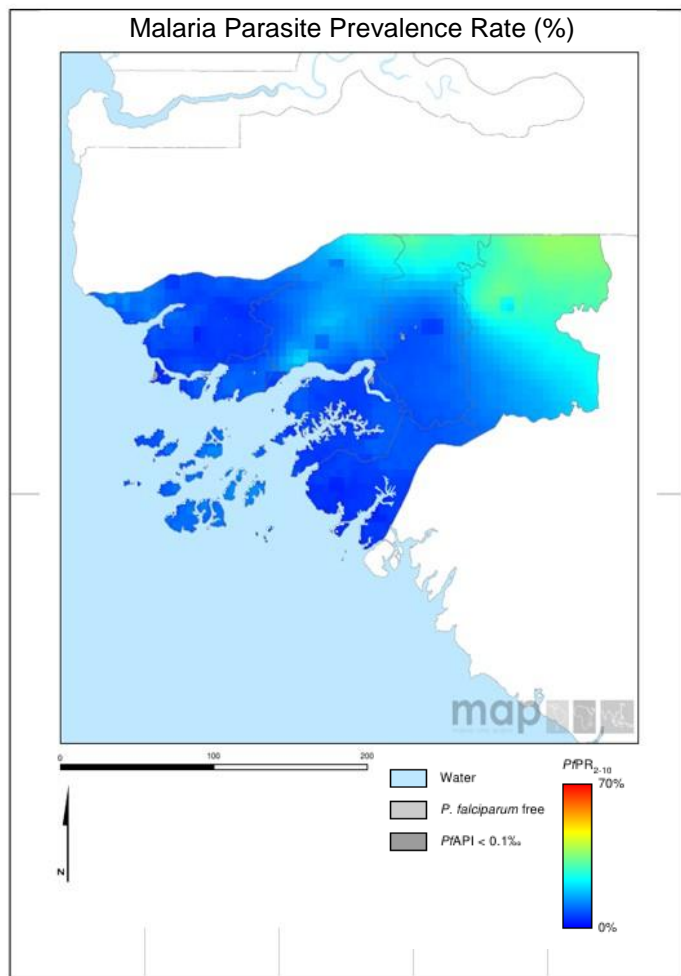 Malaria Parasite Prevalence Rate (%)
map
0 100 200
Water
P. falciparum free
PfAPI < 0.1‰
PfPR2-10
70%
0%
N